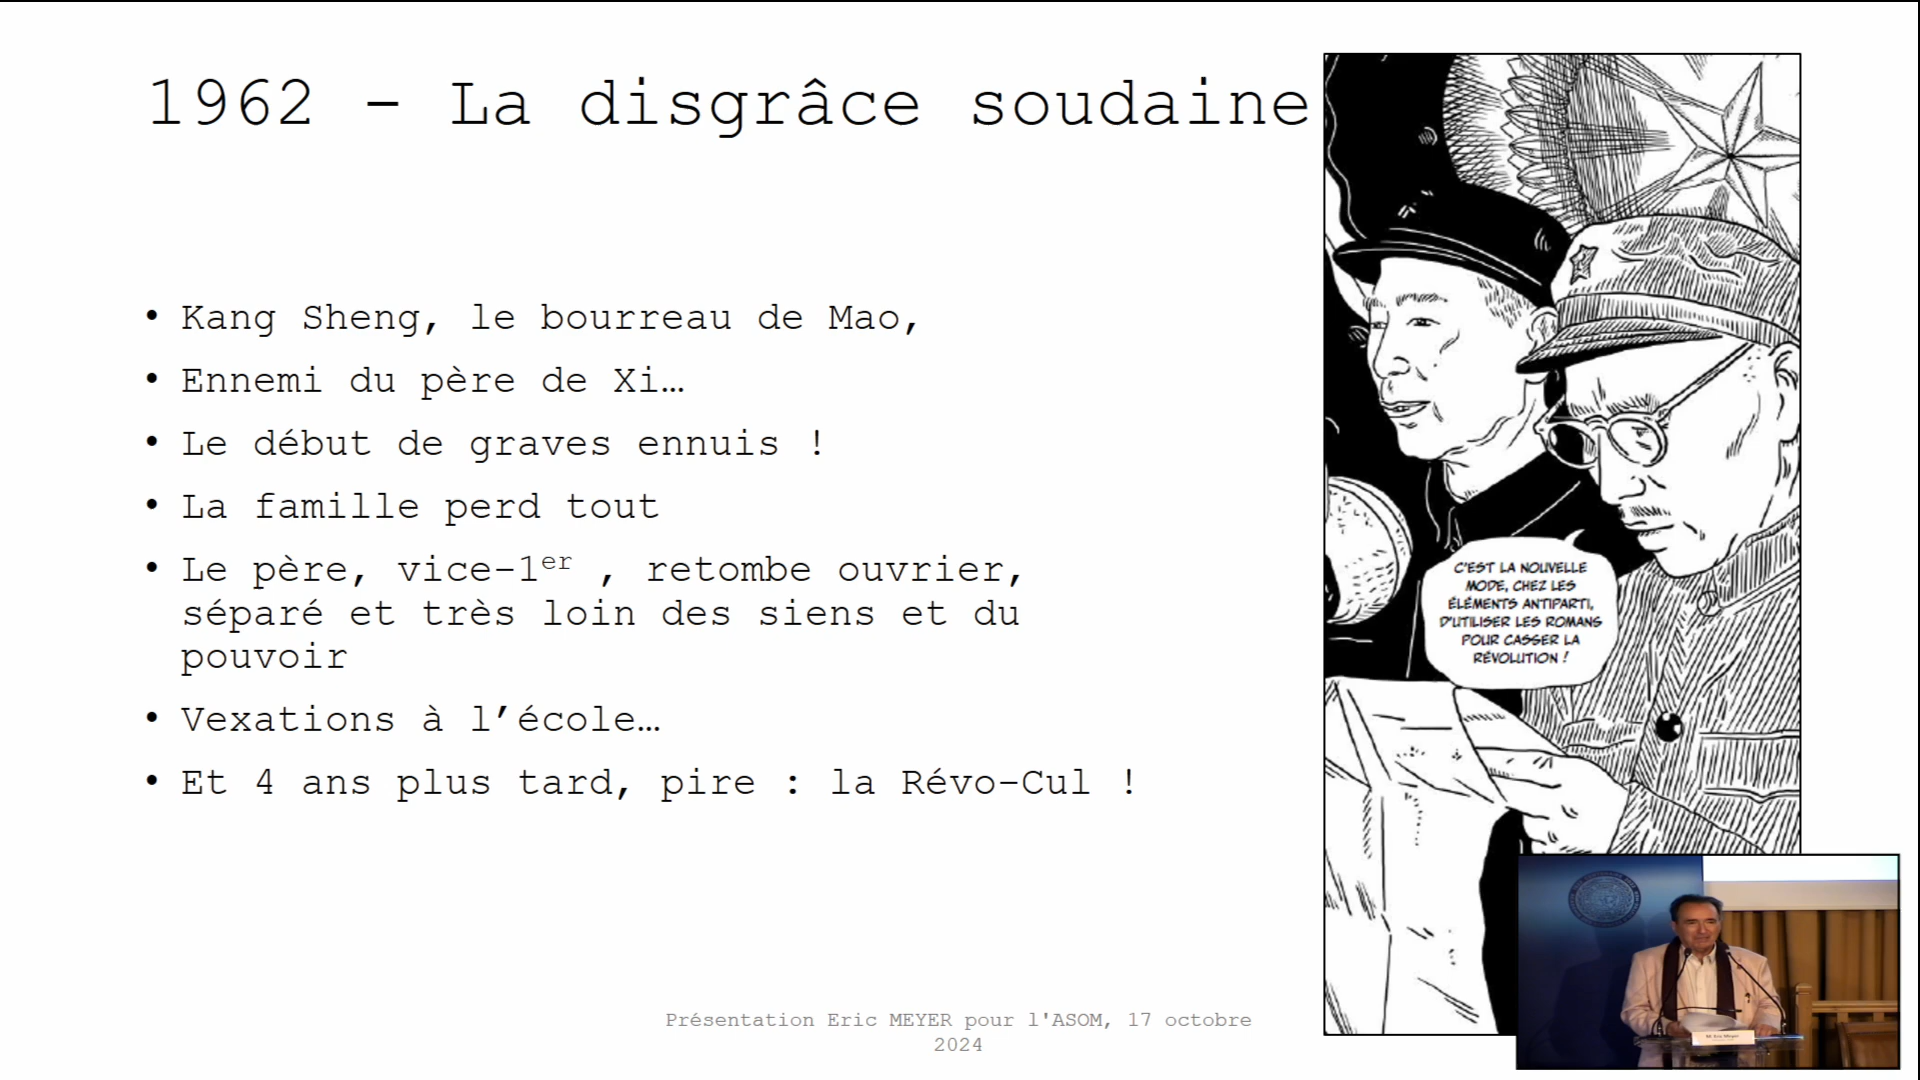 1962 - La disgrâce soudaine
• Kang Sheng, le bourreau de Mao,
• Ennemi du père de Xi…
• Le début de graves ennuis !
• La famille perd tout
• Le père, vice-1er , retombe ouvrier,
séparé et très loin des siens et du
pouvoir
• Vexations à l’école…
• Et 4 ans plus tard, pire : la Révo-Cul !
C'EST LA NOUVELLE
MODE, CHEZ LES
ÉLÉMENTS ANTIPARTI,
D'UTILISER LES ROMANS
POUR CASSER LA
RÉVOLUTION !
Présentation Eric MEYER pour l'ASOM, 17 octobre
2024